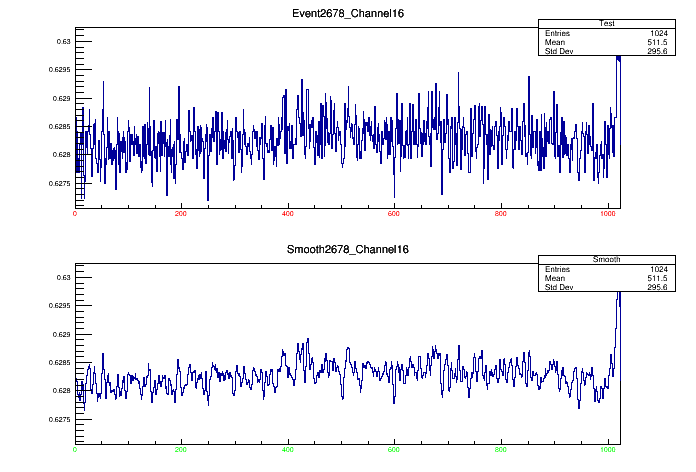 Event2678_Channel16
Test
Entries 1024
Mean 511.5
Std Dev 295.6
0.63
0.6295
0.629
0.6285
0.628
0.6275
0 200 400 600 800 1000
Smooth2678_Channel16
Smooth
Entries 1024
Mean 511.5
Std Dev 295.6
0.63
0.6295
0.629
0.6285
0.628
0.6275
0 200 400 600 800 1000